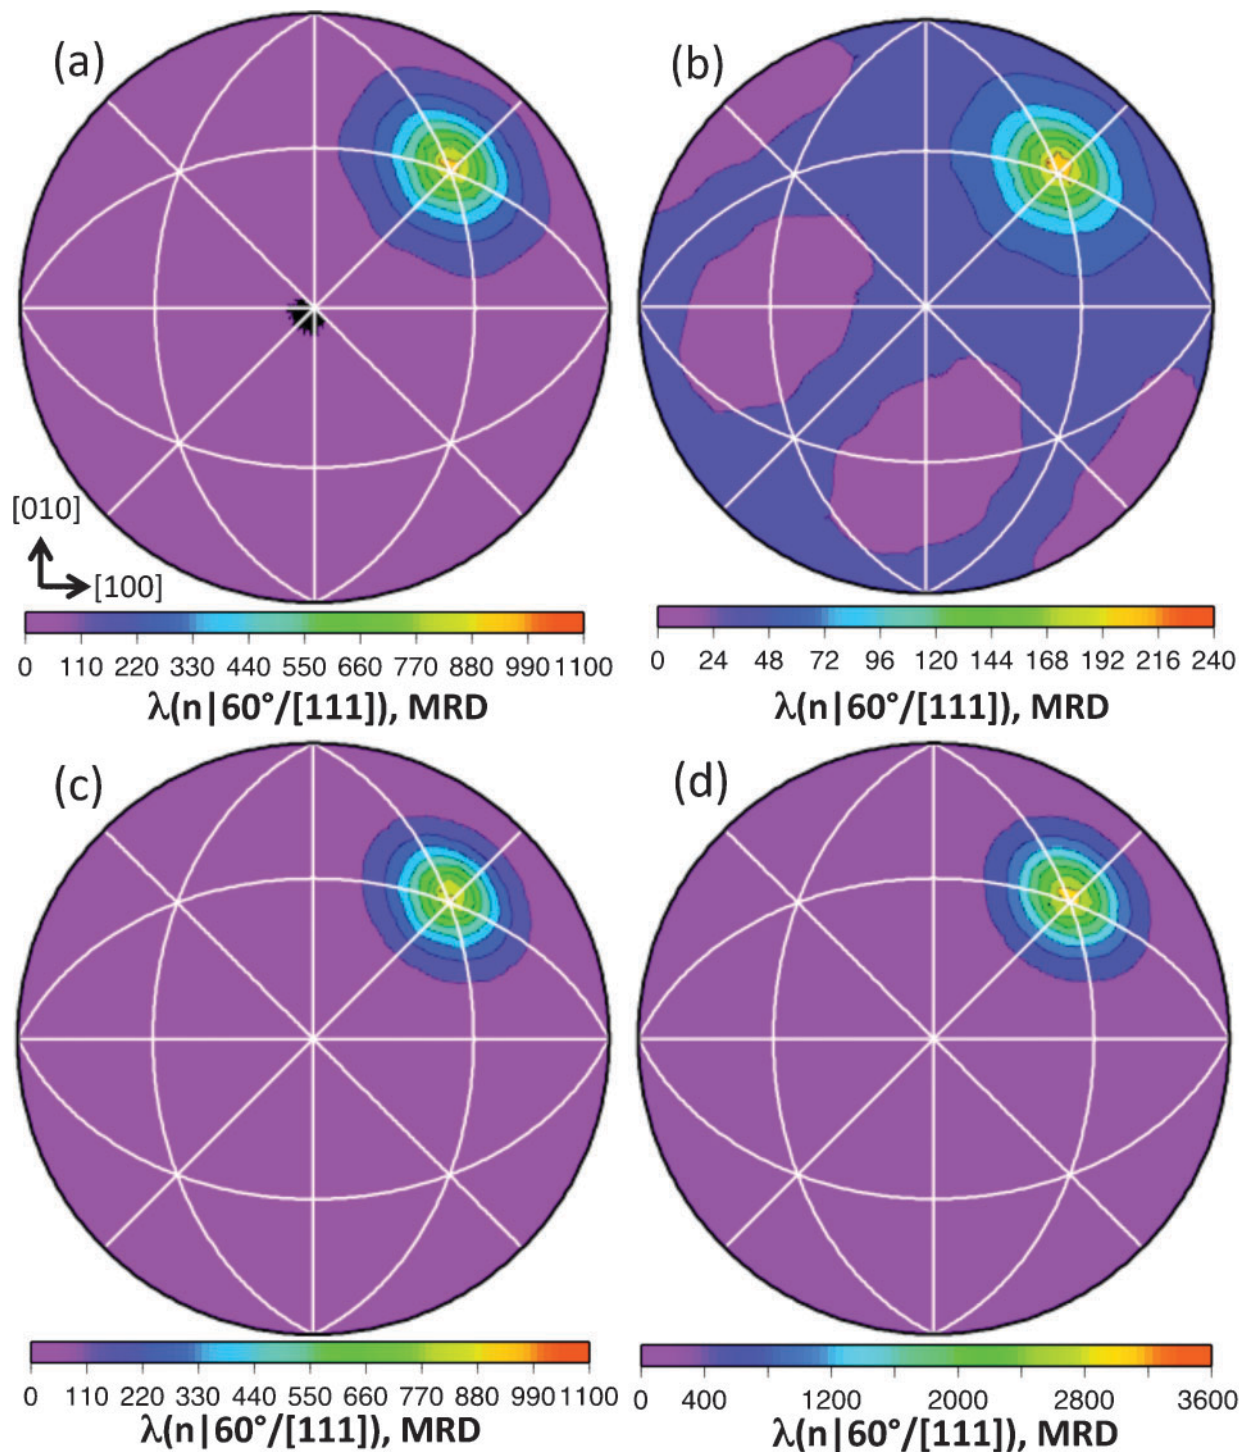 (a)
(b)
[010]
[100]
0 110 220 330 440 550 660 770 880 990 1100
λ(n|60°/[111]), MRD
0 24 48 72 96 120 144 168 192 216 240
λ(n|60°/[111]), MRD
(c)
(d)
0 110 220 330 440 550 660 770 880 990 1100
λ(n|60°/[111]), MRD
0 400 1200 2000 2800 3600
λ(n|60°/[111]), MRD